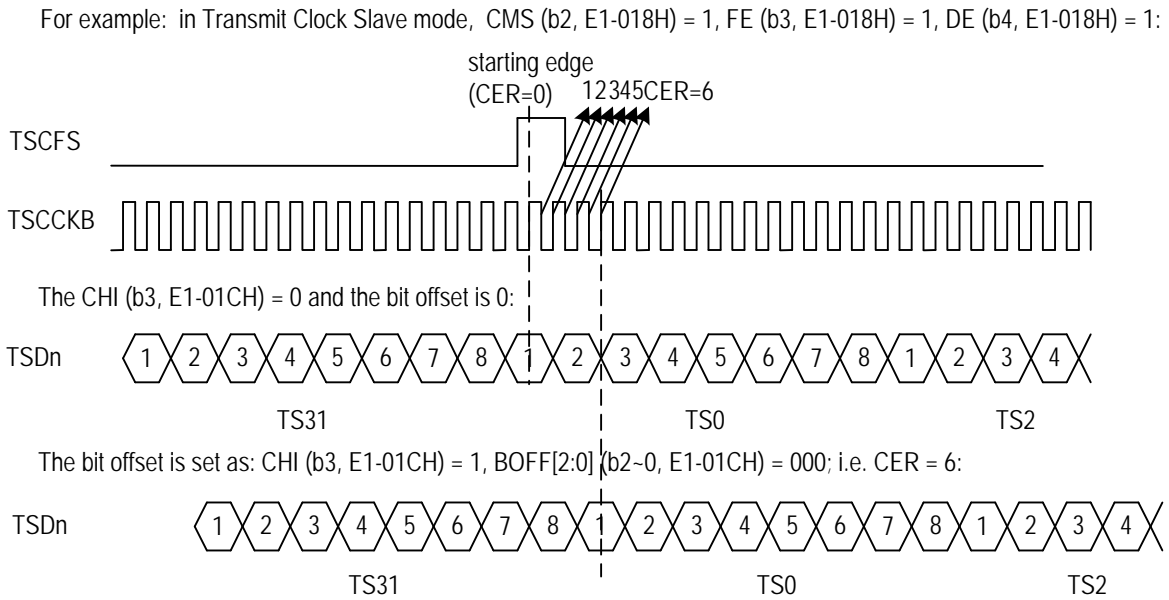 For example: in Transmit Clock Slave mode, CMS (b2, E1-018H) = 1, FE (b3, E1-018H) = 1, DE (b4, E1-018H) = 1:
starting edge
(CER=0) 12345CER=6
TSCFS
TSCCKB
The CHI (b3, E1-01CH) = 0 and the bit offset is 0:
TSDn 1 2 3 4 5 6 7 8 1 2 3 4 5 6 7 8 1 2 3 4
TS31 TS0 TS2
The bit offset is set as: CHI (b3, E1-01CH) = 1, BOFF[2:0] (b2~0, E1-01CH) = 000; i.e. CER = 6:
TSDn 1 2 3 4 5 6 7 8 1 2 3 4 5 6 7 8 1 2 3 4
TS31 TS0 TS2